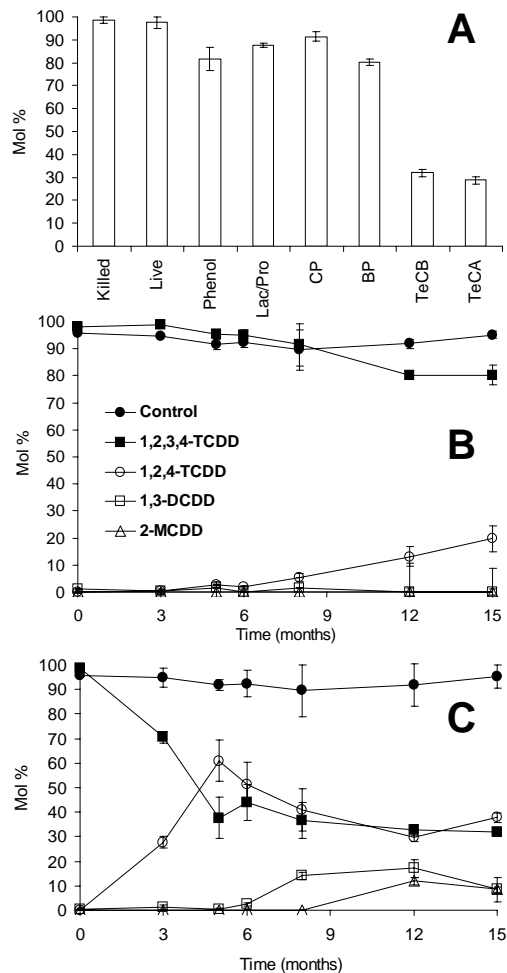 A
Mol %
100
90
80
70
60
50
40
30
20
10
0
Killed
Live
Phenol
Lac/Pro
CP
BP
TeCB
TeCA
B
Mol %
100
90
80
70
60
50
40
30
20
10
0
Control
1,2,3,4-TCDD
1,2,4-TCDD
1,3-DCDD
2-MCDD
0 3 6 9 12 15
Time (months)
C
Mol %
100
90
80
70
60
50
40
30
20
10
0
0 3 6 9 12 15
Time (months)